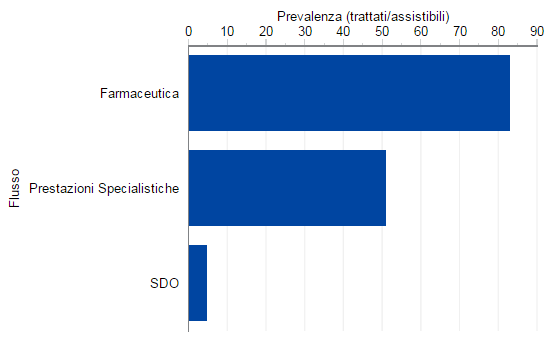 Prevalenza (trattati/assistibili)
0 10 20 30 40 50 60 70 80 90
Farmaceutica
Prestazioni Specialistiche
SDO
Flusso